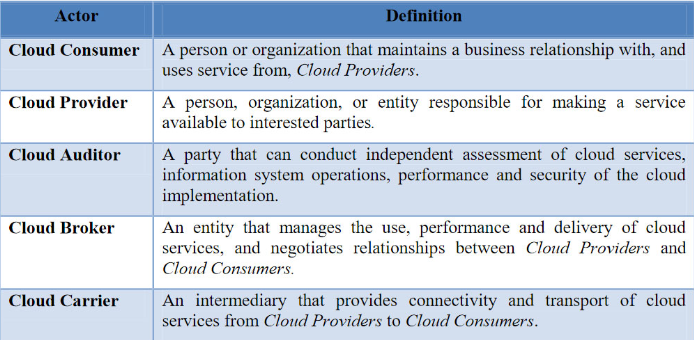 Actor Definition
Cloud Consumer A person or organization that maintains a business relationship with, and
uses service from, Cloud Providers.
Cloud Provider A person, organization, or entity responsible for making a service
available to interested parties.
Cloud Auditor A party that can conduct independent assessment of cloud services,
information system operations, performance and security of the cloud
implementation.
Cloud Broker An entity that manages the use, performance and delivery of cloud
services, and negotiates relationships between Cloud Providers and
Cloud Consumers.
Cloud Carrier An intermediary that provides connectivity and transport of cloud
services from Cloud Providers to Cloud Consumers.